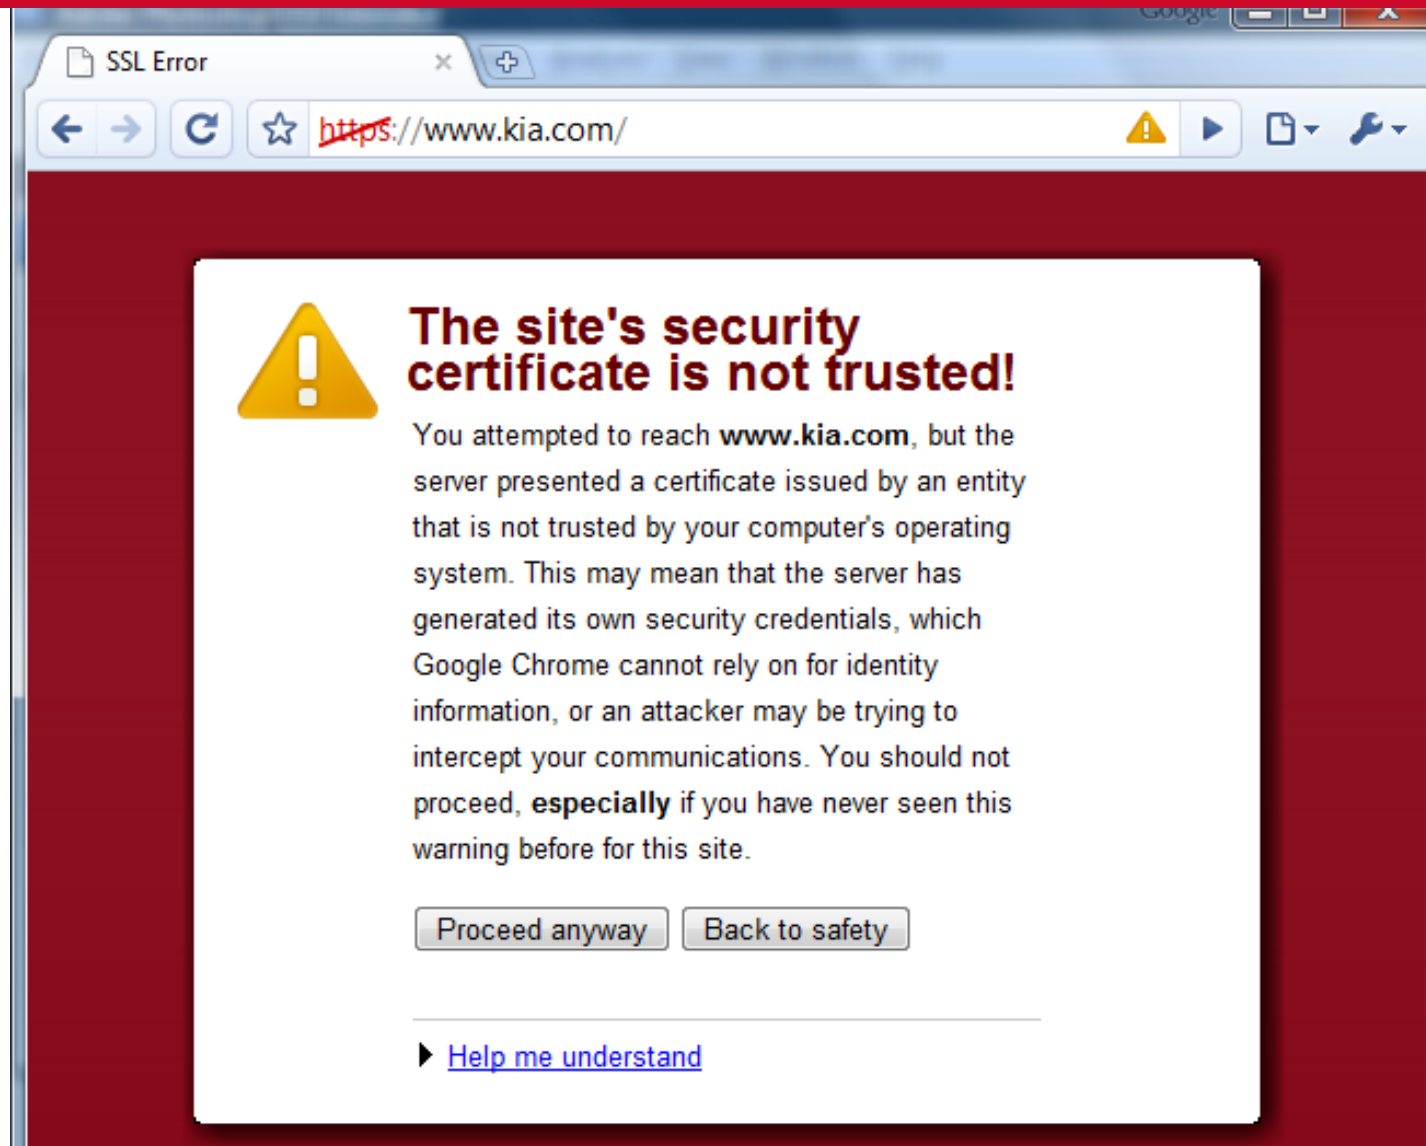 Google
SSL Error
https://www.kia.com/
The site's security
certificate is not trusted!
You attempted to reach www.kia.com, but the
server presented a certificate issued by an entity
that is not trusted by your computer's operating
system. This may mean that the server has
generated its own security credentials, which
Google Chrome cannot rely on for identity
information, or an attacker may be trying to
intercept your communications. You should not
proceed, especially if you have never seen this
warning before for this site.
Proceed anyway Back to safety
Help me understand